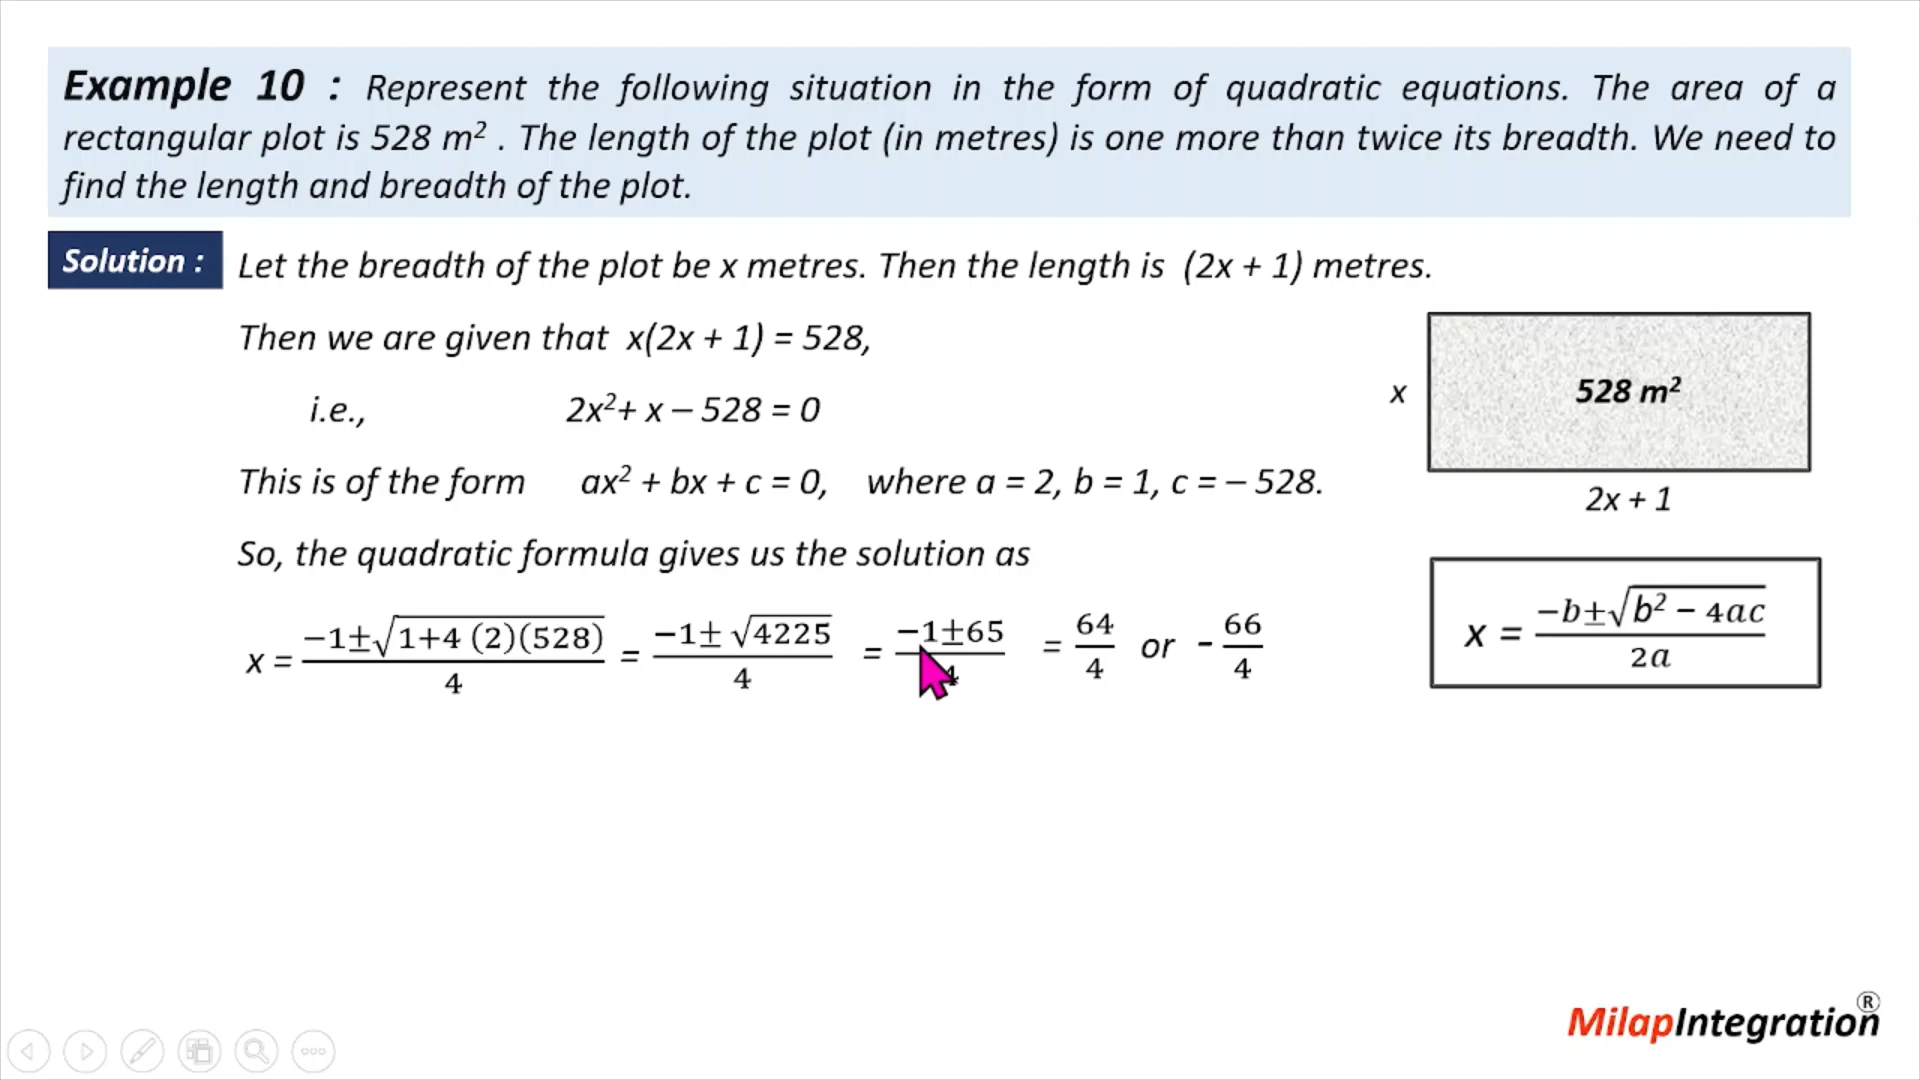 Example 10 : Represent the following situation in the form of quadratic equations. The area of a
rectangular plot is 528 m² . The length of the plot (in metres) is one more than twice its breadth. We need to
find the length and breadth of the plot.
Solution :
Let the breadth of the plot be x metres. Then the length is (2x + 1) metres.
Then we are given that x(2x + 1) = 528,
i.e., 2x²+ x – 528 = 0
This is of the form ax² + bx + c = 0, where a = 2, b = 1, c = – 528.
So, the quadratic formula gives us the solution as
x = (−1±√(1+4 (2)(528)))/4 = (−1± √4225)/4 = (−1±65)/4 = 64/4 or - 66/4
x
528 m²
2x + 1
x = (−b±√(b² − 4ac))/2a
MilapIntegration®